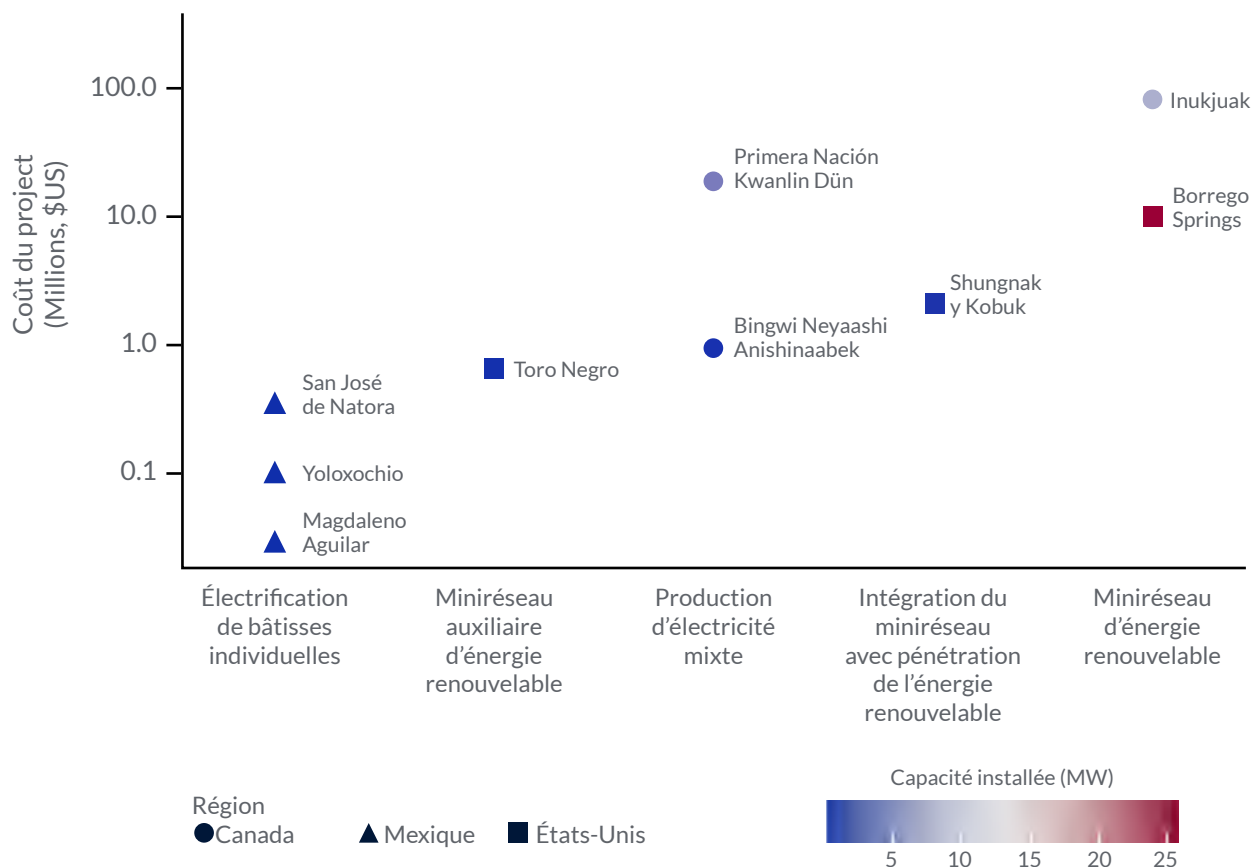 Coût du project
(Millions, $US)
100.0
10.0
1.0
0.1
Inukjuak
Primera Nación
Kwanlin Dün
Borrego
Springs
Shungnak
y Kobuk
Bingwi Neyaashi
Anishinaabek
Toro Negro
San José
de Natora
Yoloxochio
Magdaleno
Aguilar
Électrification
de bâtisses
individuelles
Miniréseau
auxiliaire
d’énergie
renouvelable
Production
d’électricité
mixte
Intégration du
miniréseau
avec pénétration
de l’énergie
renouvelable
Miniréseau
d’énergie
renouvelable
Région
Canada
Mexique
États-Unis
Capacité installée (MW)
5 10 15 20 25